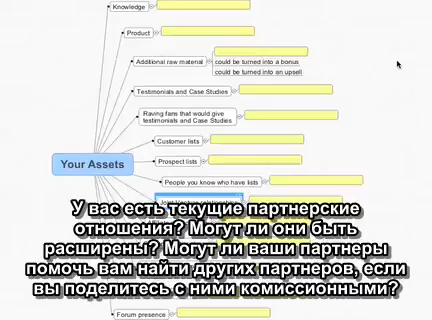 Knowledge
Product
Additional raw material
could be turned into a bonus
could be turned into an upsell
Testimonials and Case Studies
Raving fans that would give
testimonials and Case Studies
Customer lists
Your Assets
Prospect lists
People you know who have lists
Joint Venture relationships
У вас есть текущие партнерские
отношения? Могут ли они быть
расширены? Могут ли ваши партнеры
помочь вам найти других партнеров, если
вы поделитесь с ними комиссионными?
Forum presence